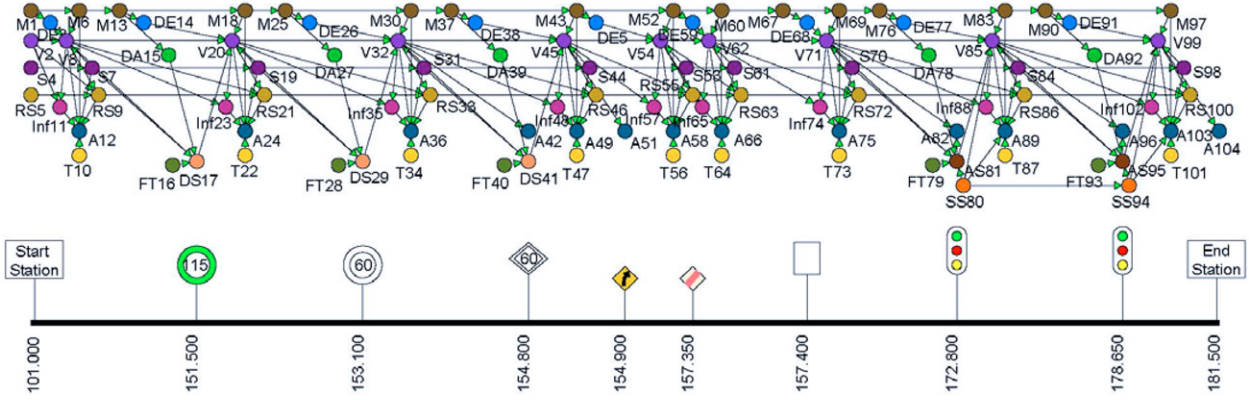 M1 M6 M13 DE14 M18 M25 DE26 M30 M37 DE38 M43 DE5 M52 DE59 M60 M67 DE68 M69 M76 DE77 M83 M90 DE91 M97
V2 V8 V20 V32 V45 V54 V62 V71 V85 V99
DA15 DA27 DA39 DA78 DA92
S4 S7 S19 S31 S44 S53 S61 S70 S84 S98
RS5 RS9 RS21 RS33 RS46 RS55 RS63 RS72 RS86 RS100
Inf11 Inf23 Inf35 Inf48 Inf57 Inf65 Inf74 Inf88 Inf102
A12 A24 A36 A42 A49 A51 A58 A66 A75 A82 A89 A96 A103 A104
T10 FT16 DS17 T22 FT28 DS29 T34 FT40 DS41 T47 T56 T64 T73 FT79 AS81 T87 FT93 AS95 T101
SS80 SS94
Start
Station
115
60
60
End
Station
101.000
151.500
153.100
154.800
154.900
157.350
157.400
172.800
178.650
181.500